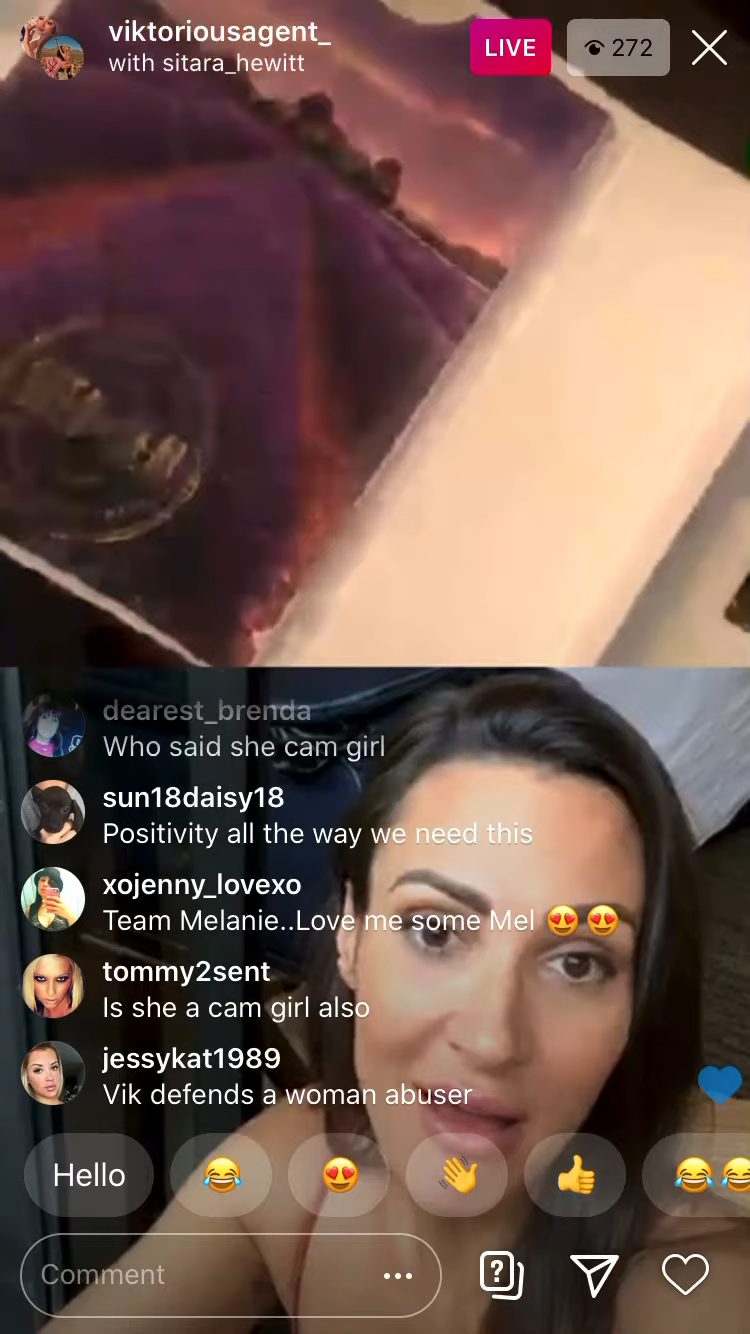 viktoriousagent_
with sitara_hewitt
LIVE
272
dearest_brenda
Who said she cam girl
sun18daisy18
Positivity all the way we need this
xojenny_lovexo
Team Melanie..Love me some Mel 😍😍
tommy2sent
Is she a cam girl also
jessykat1989
Vik defends a woman abuser
Hello 😂 😍 👋 👍 😂😂
Comment